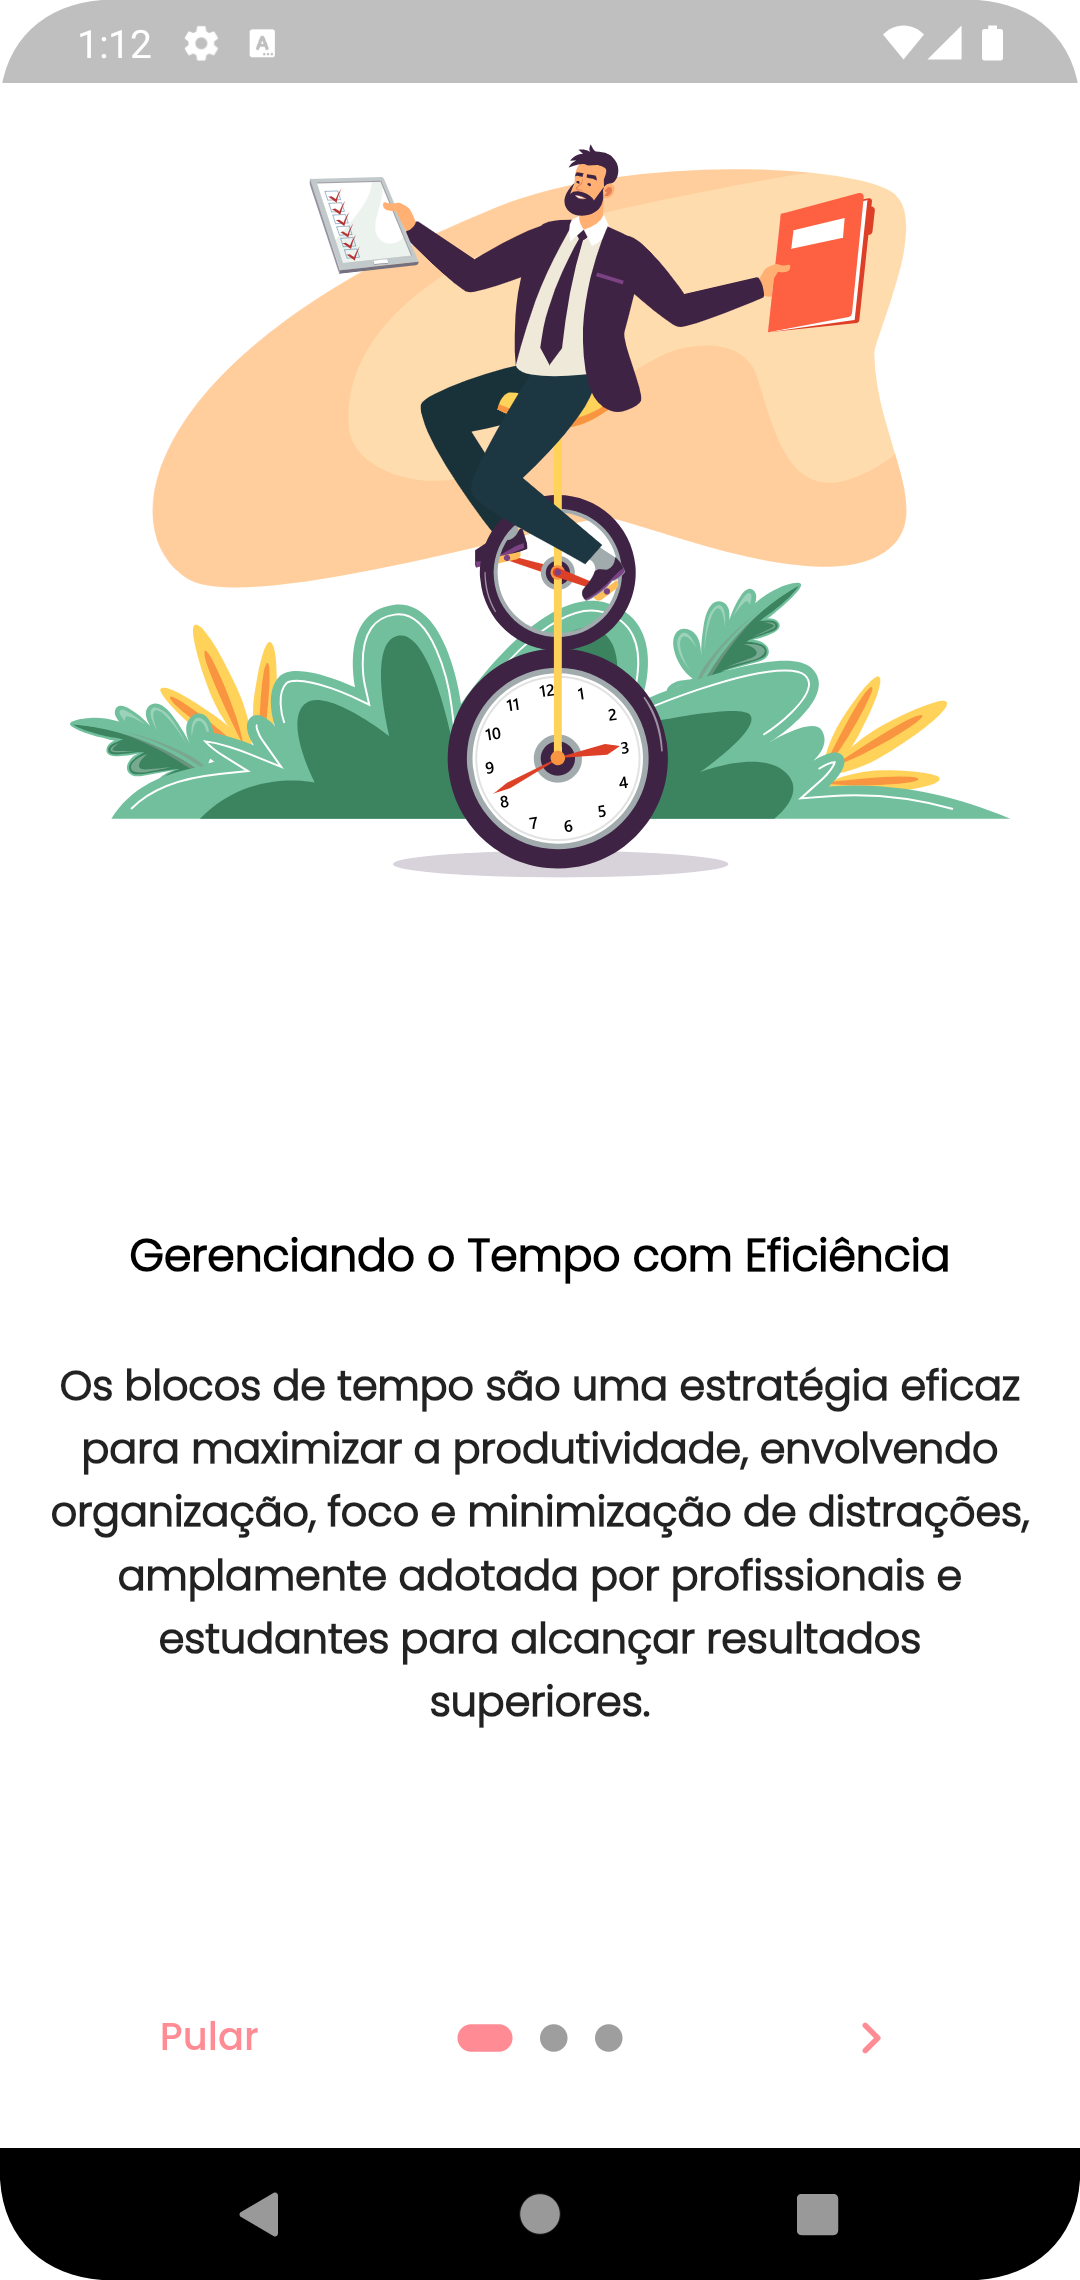 1:12
A
12
1
2
3
4
5
6
7
8
9
10
11
Gerenciando o Tempo com Eficiência
Os blocos de tempo são uma estratégia eficaz
para maximizar a produtividade, envolvendo
organização, foco e minimização de distrações,
amplamente adotada por profissionais e
estudantes para alcançar resultados
superiores.
Pular